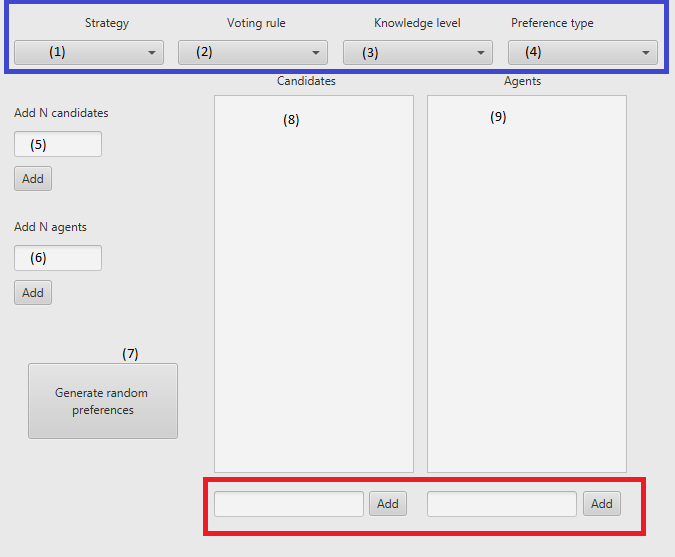 Strategy Voting rule Knowledge level Preference type
(1) (2) (3) (4)
Candidates Agents
Add N candidates
(5)
Add
Add N agents
(6)
Add
(7)
Generate random
preferences
(8) (9)
Add Add